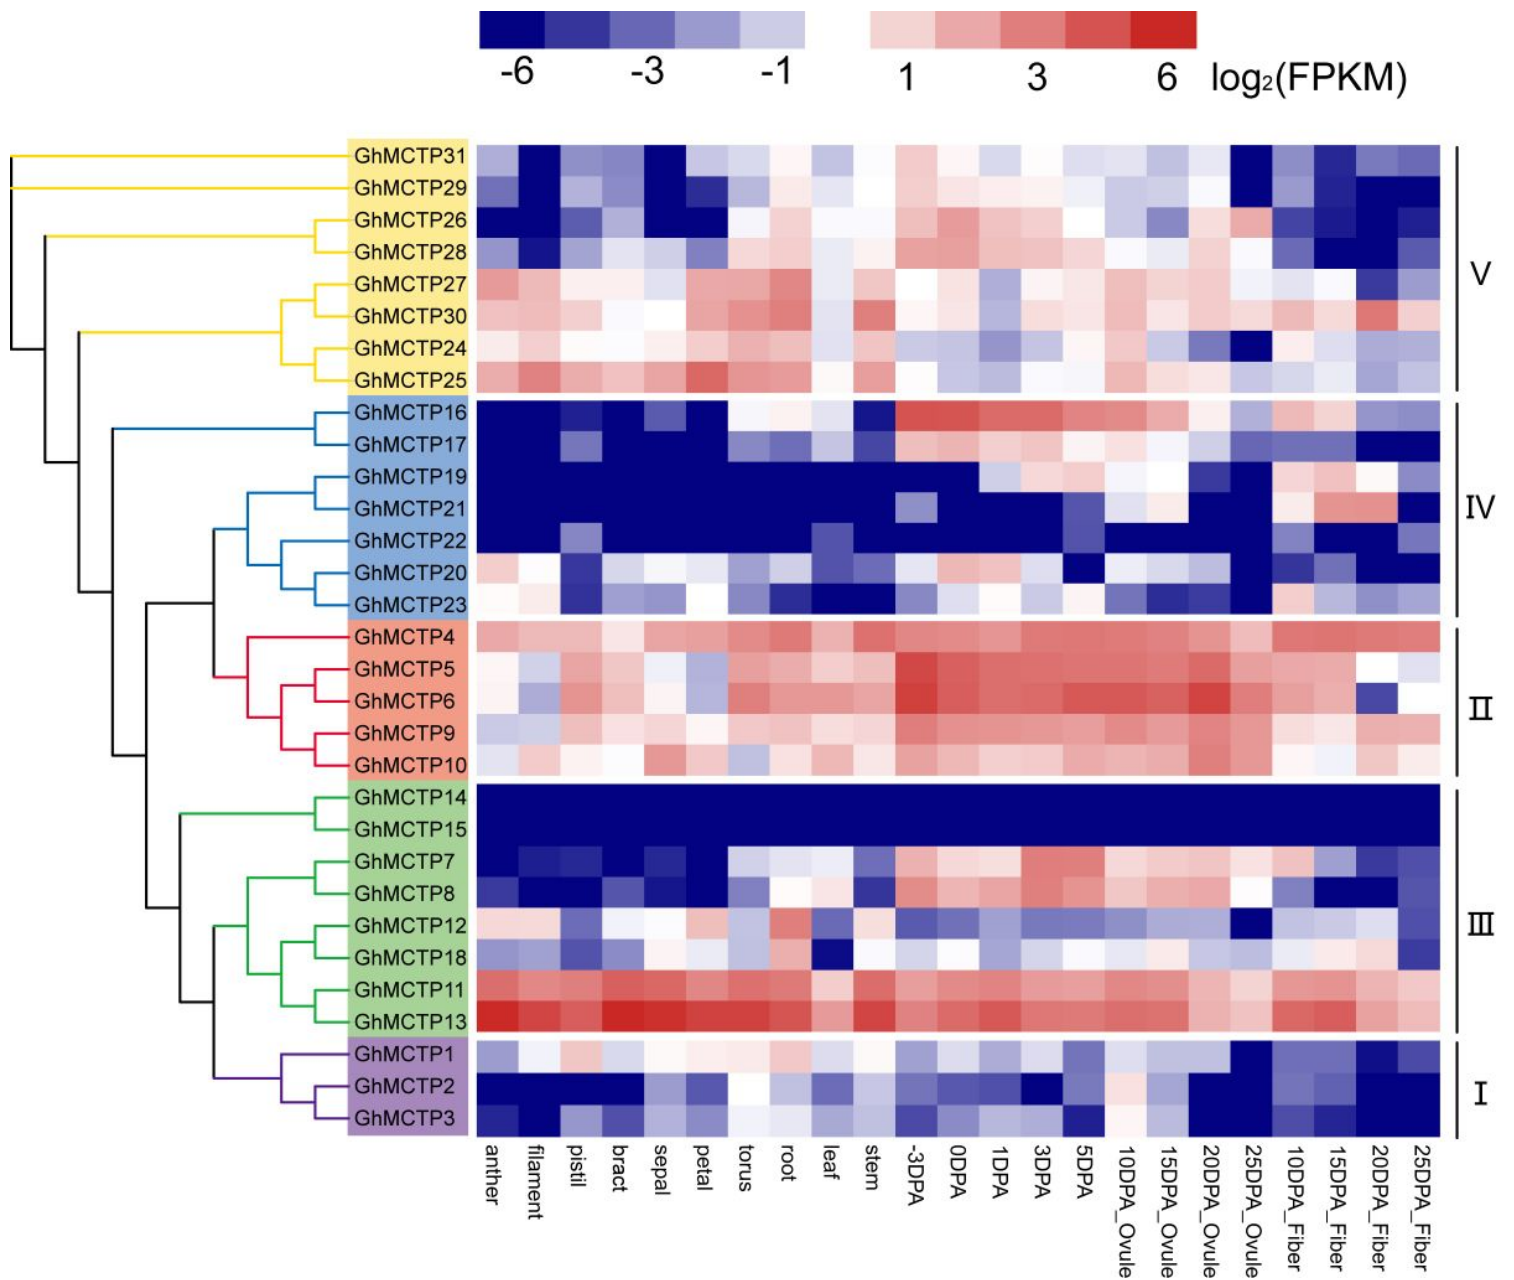 -6 -3 -1 1 3 6 log₂(FPKM)
GhMCTP31
GhMCTP29
GhMCTP26
GhMCTP28
GhMCTP27
GhMCTP30
GhMCTP24
GhMCTP25
V
GhMCTP16
GhMCTP17
GhMCTP19
GhMCTP21
GhMCTP22
GhMCTP20
GhMCTP23
IV
GhMCTP4
GhMCTP5
GhMCTP6
GhMCTP9
GhMCTP10
II
GhMCTP14
GhMCTP15
GhMCTP7
GhMCTP8
GhMCTP12
GhMCTP18
GhMCTP11
GhMCTP13
III
GhMCTP1
GhMCTP2
GhMCTP3
I
anther
filament
pistil
bract
sepal
petal
torus
root
leaf
stem
-3DPA
0DPA
1DPA
3DPA
5DPA
10DPA_Ovule
15DPA_Ovule
20DPA_Ovule
25DPA_Ovule
10DPA_Fiber
15DPA_Fiber
20DPA_Fiber
25DPA_Fiber